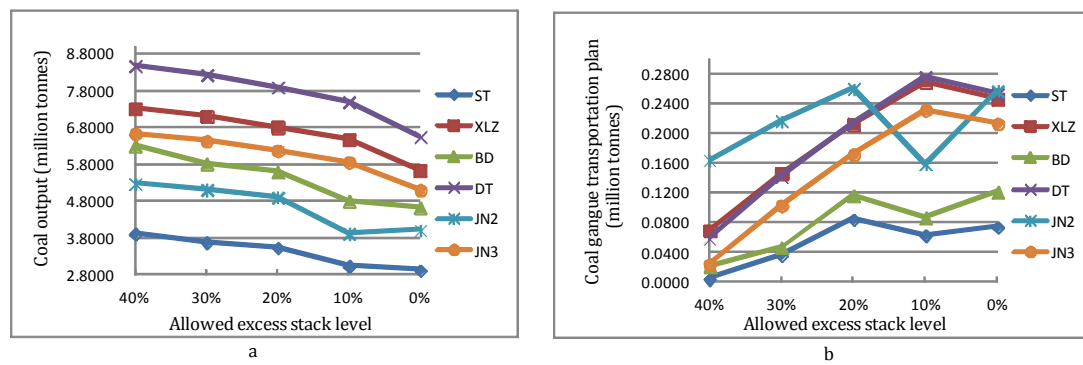 Coal output (million tonnes)
8.8000
7.8000
6.8000
5.8000
4.8000
3.8000
2.8000
40% 30% 20% 10% 0%
Allowed excess stack level
ST
XLZ
BD
DT
JN2
JN3
a
Coal gangue transportation plan
(million tonnes)
0.2800
0.2400
0.2000
0.1600
0.1200
0.0800
0.0400
0.0000
40% 30% 20% 10% 0%
Allowed excess stack level
ST
XLZ
BD
DT
JN2
JN3
b